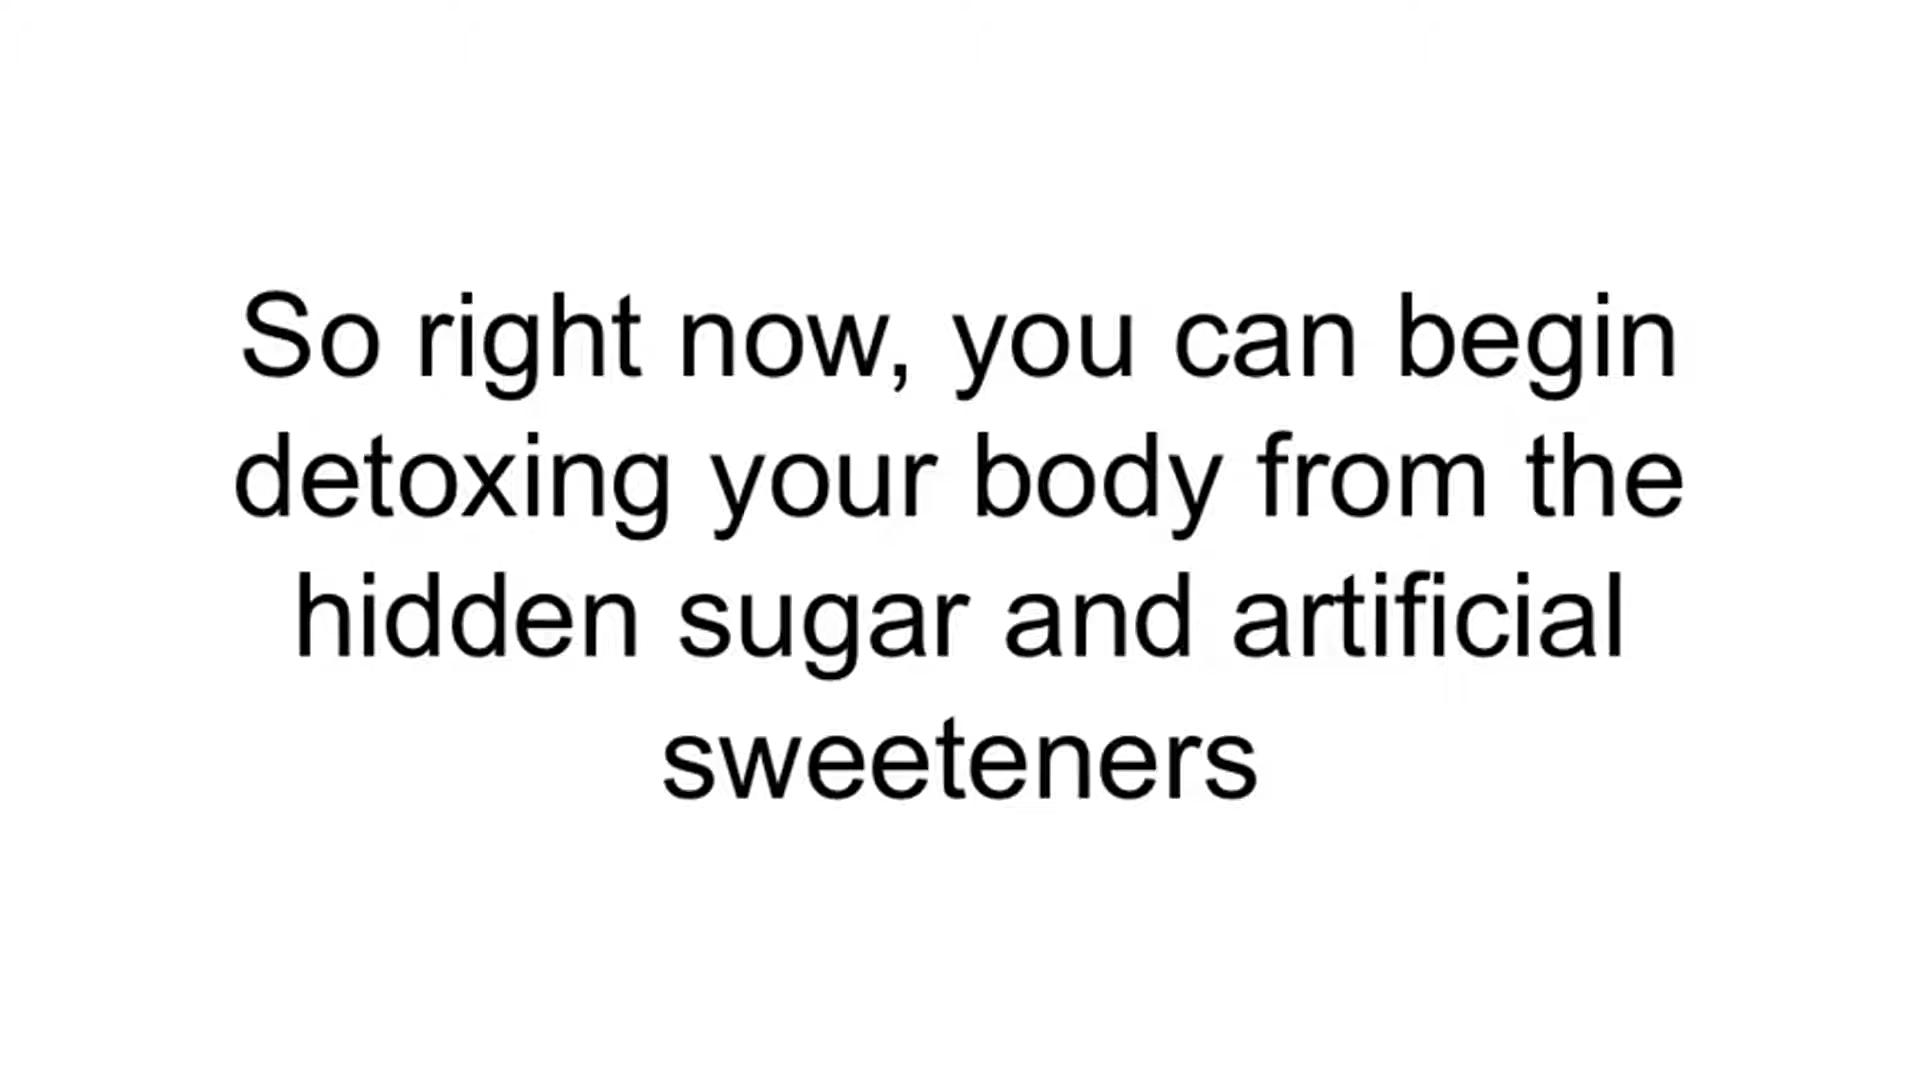 So right now, you can begin
detoxing your body from the
hidden sugar and artificial
sweeteners